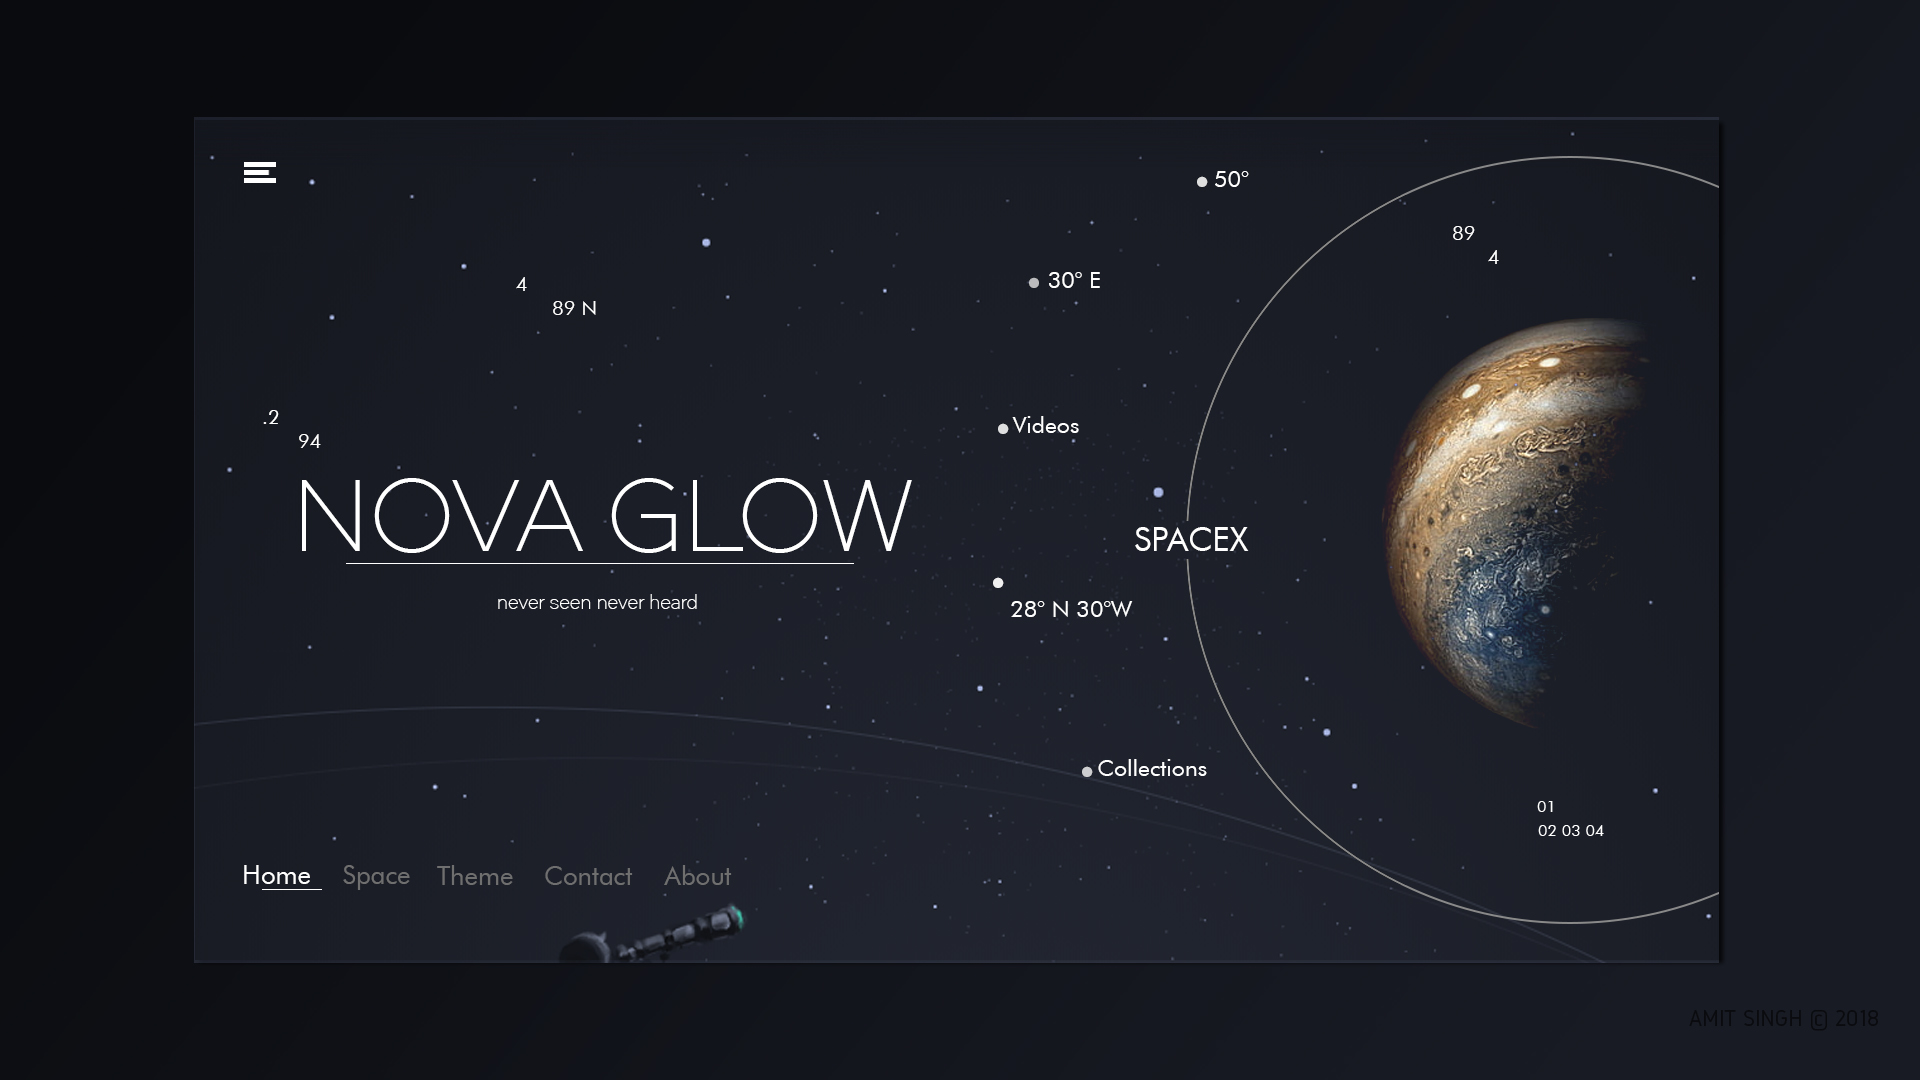 50°
89
4
30° E
4
89 N
.2
94
Videos
NOVA GLOW
SPACEX
never seen never heard
28° N 30°W
Collections
01
02 03 04
Home Space Theme Contact About
AMIT SINGH © 2018